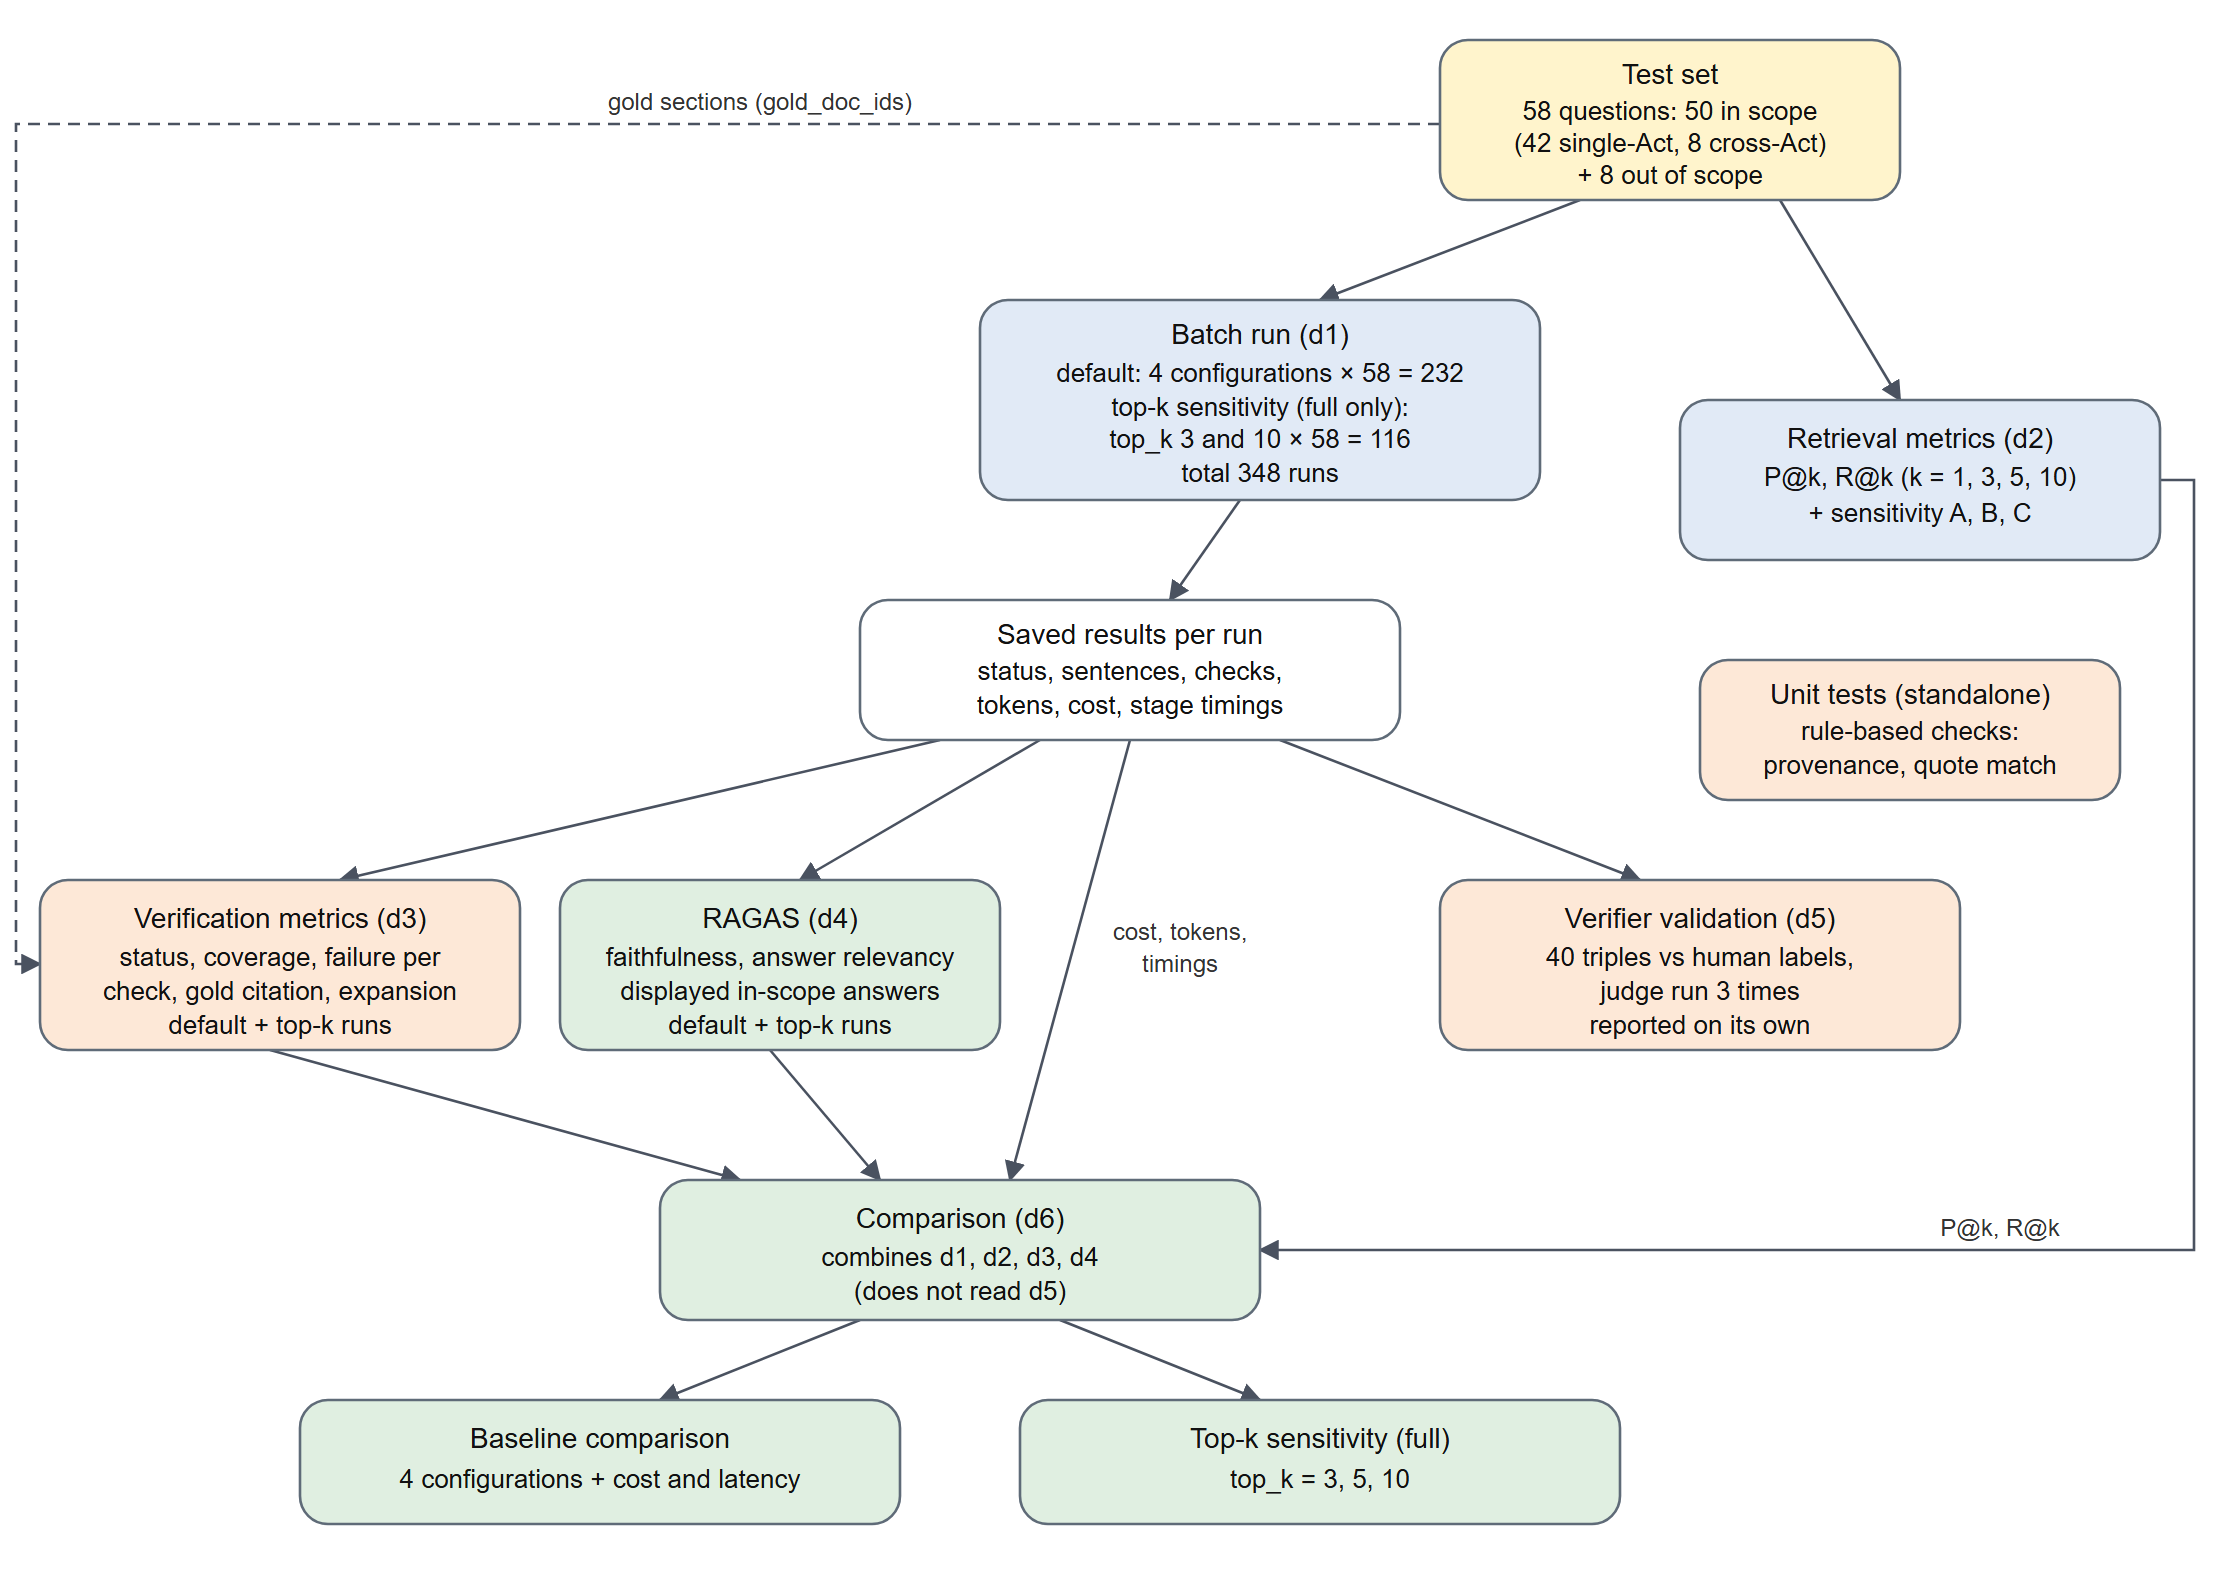 Test set
58 questions: 50 in scope
(42 single-Act, 8 cross-Act)
+ 8 out of scope
gold sections (gold_doc_ids)
Batch run (d1)
default: 4 configurations × 58 = 232
top-k sensitivity (full only):
top_k 3 and 10 × 58 = 116
total 348 runs
Retrieval metrics (d2)
P@k, R@k (k = 1, 3, 5, 10)
+ sensitivity A, B, C
Saved results per run
status, sentences, checks,
tokens, cost, stage timings
Unit tests (standalone)
rule-based checks:
provenance, quote match
Verification metrics (d3)
status, coverage, failure per
check, gold citation, expansion
default + top-k runs
RAGAS (d4)
faithfulness, answer relevancy
displayed in-scope answers
default + top-k runs
cost, tokens,
timings
Verifier validation (d5)
40 triples vs human labels,
judge run 3 times
reported on its own
Comparison (d6)
combines d1, d2, d3, d4
(does not read d5)
P@k, R@k
Baseline comparison
4 configurations + cost and latency
Top-k sensitivity (full)
top_k = 3, 5, 10